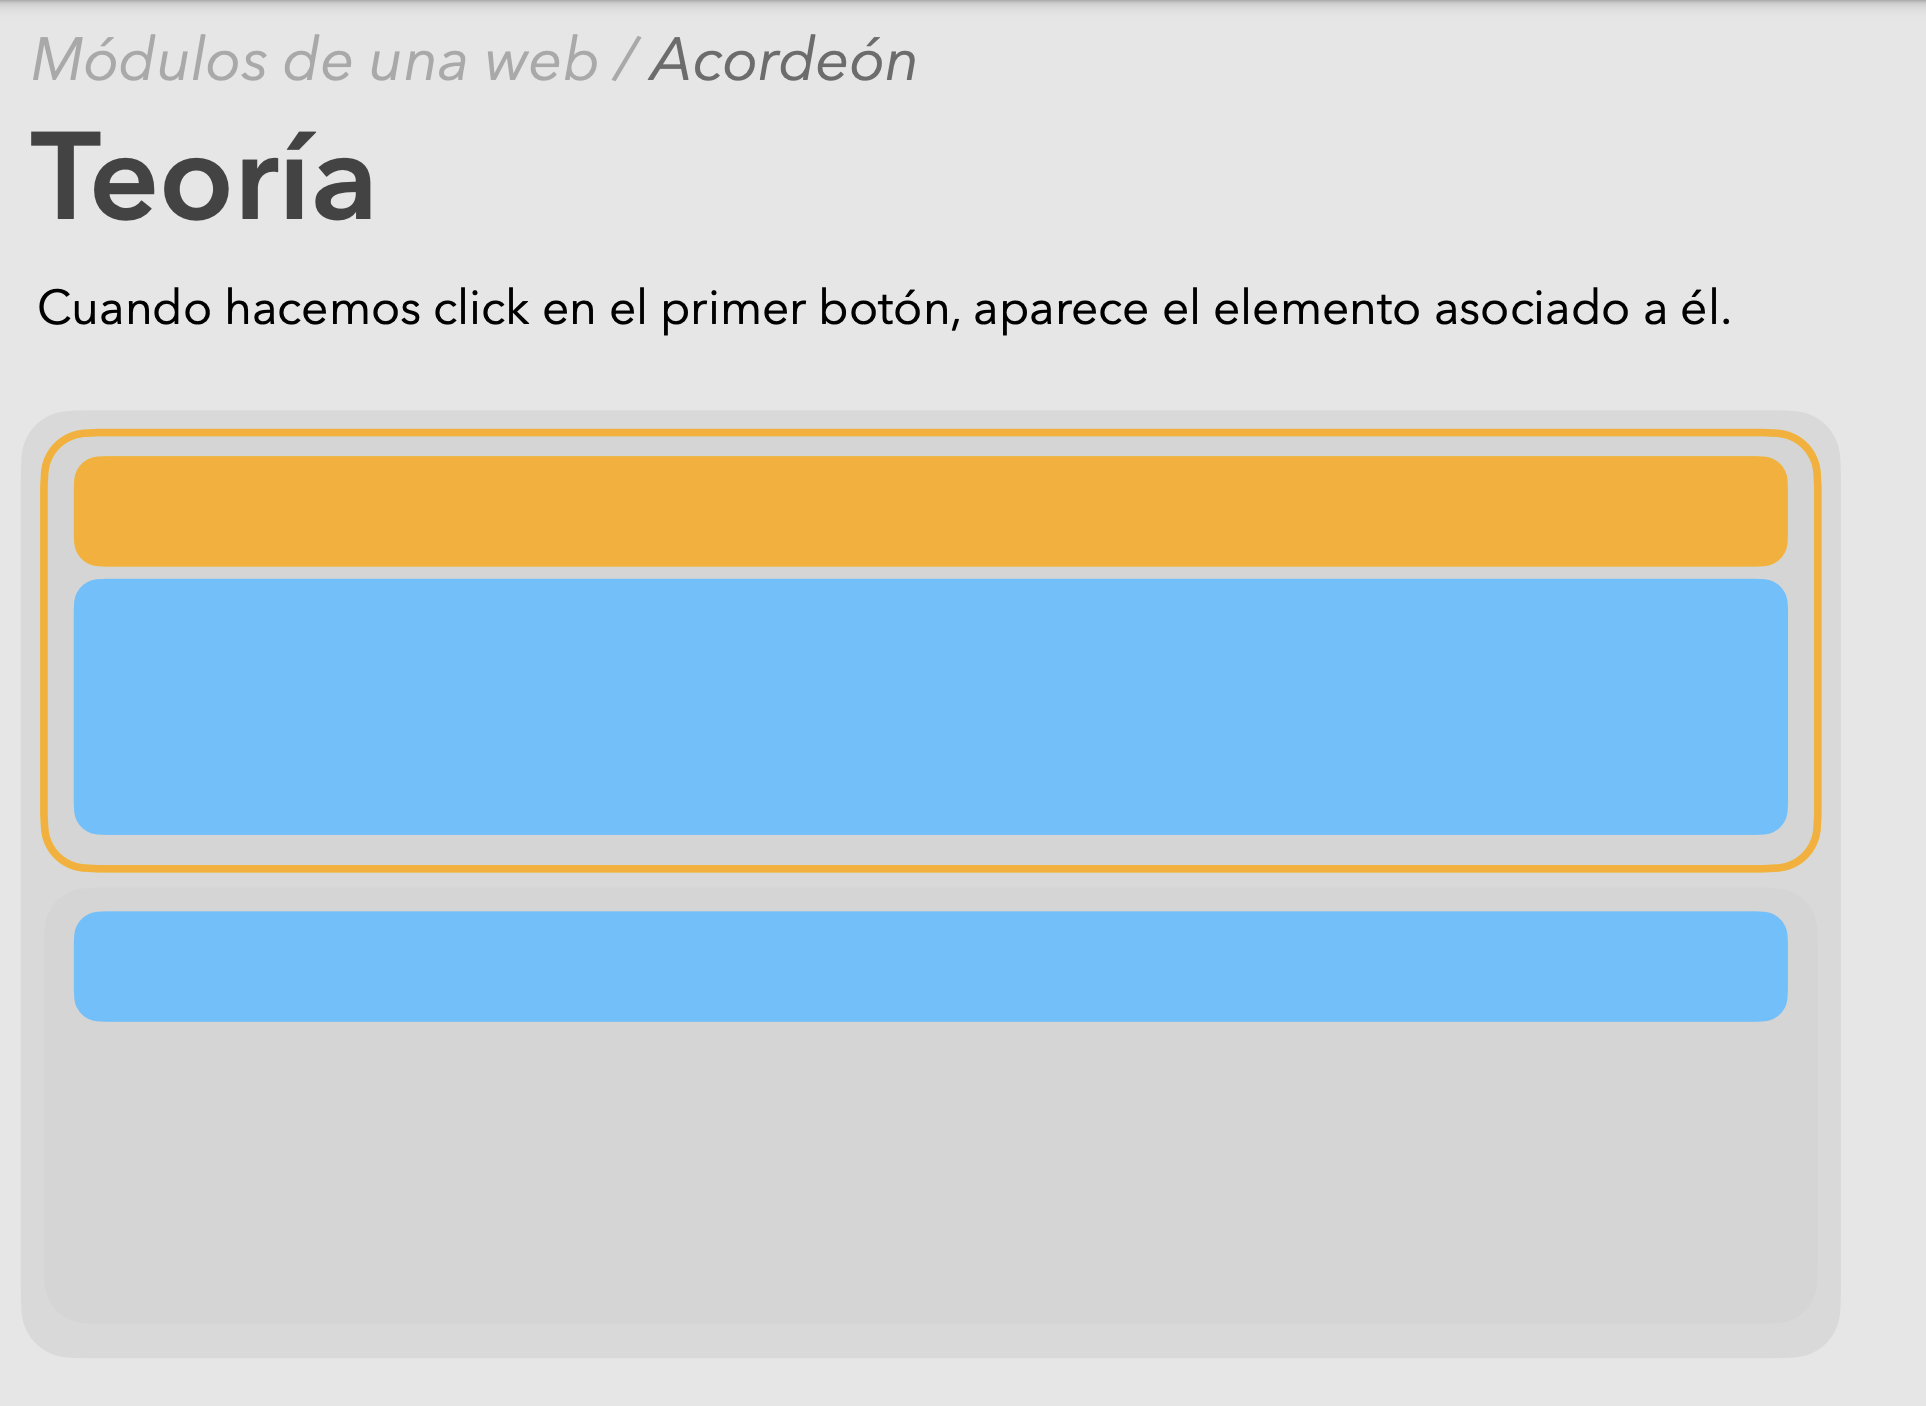 Módulos de una web / Acordeón
Teoría
Cuando hacemos click en el primer botón, aparece el elemento asociado a él.